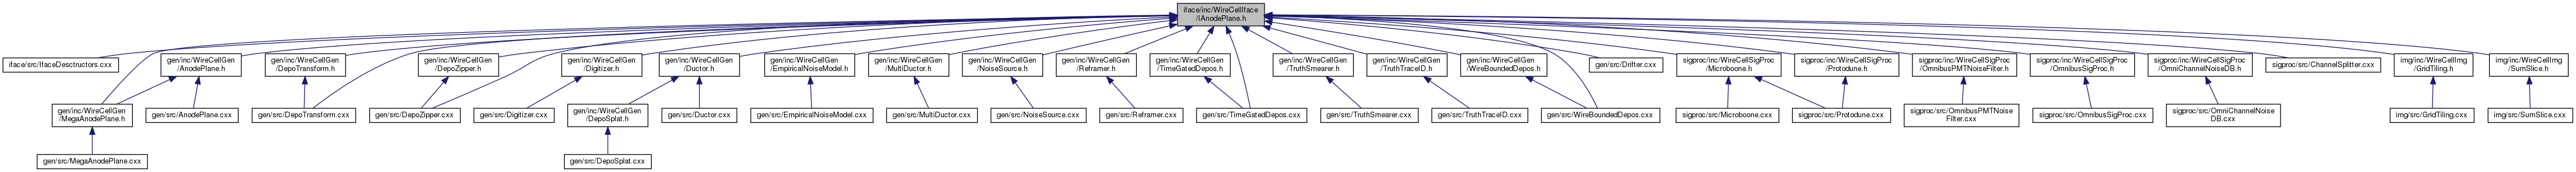 iface/inc/WireCellIface
/IAnodePlane.h
iface/src/IfaceDesctructors.cxx
gen/inc/WireCellGen
/AnodePlane.h
gen/inc/WireCellGen
/DepoTransform.h
gen/inc/WireCellGen
/DepoZipper.h
gen/inc/WireCellGen
/Digitizer.h
gen/inc/WireCellGen
/Ductor.h
gen/inc/WireCellGen
/EmpiricalNoiseModel.h
gen/inc/WireCellGen
/MultiDuctor.h
gen/inc/WireCellGen
/NoiseSource.h
gen/inc/WireCellGen
/Reframer.h
gen/inc/WireCellGen
/TimeGatedDepos.h
gen/inc/WireCellGen
/TruthSmearer.h
gen/inc/WireCellGen
/TruthTraceID.h
gen/inc/WireCellGen
/WireBoundedDepos.h
gen/src/Drifter.cxx
sigproc/inc/WireCellSigProc
/Microboone.h
sigproc/inc/WireCellSigProc
/Protodune.h
sigproc/inc/WireCellSigProc
/OmnibusPMTNoiseFilter.h
sigproc/inc/WireCellSigProc
/OmnibusSigProc.h
sigproc/inc/WireCellSigProc
/OmniChannelNoiseDB.h
sigproc/src/ChannelSplitter.cxx
img/inc/WireCellImg
/GridTiling.h
img/inc/WireCellImg
/SumSlice.h
gen/inc/WireCellGen
/MegaAnodePlane.h
gen/src/AnodePlane.cxx
gen/src/DepoTransform.cxx
gen/src/DepoZipper.cxx
gen/src/Digitizer.cxx
gen/inc/WireCellGen
/DepoSplat.h
gen/src/Ductor.cxx
gen/src/EmpiricalNoiseModel.cxx
gen/src/MultiDuctor.cxx
gen/src/NoiseSource.cxx
gen/src/Reframer.cxx
gen/src/TimeGatedDepos.cxx
gen/src/TruthSmearer.cxx
gen/src/TruthTraceID.cxx
gen/src/WireBoundedDepos.cxx
sigproc/src/Microboone.cxx
sigproc/src/Protodune.cxx
sigproc/src/OmnibusPMTNoise
Filter.cxx
sigproc/src/OmnibusSigProc.cxx
sigproc/src/OmniChannelNoise
DB.cxx
img/src/GridTiling.cxx
img/src/SumSlice.cxx
gen/src/MegaAnodePlane.cxx
gen/src/DepoSplat.cxx